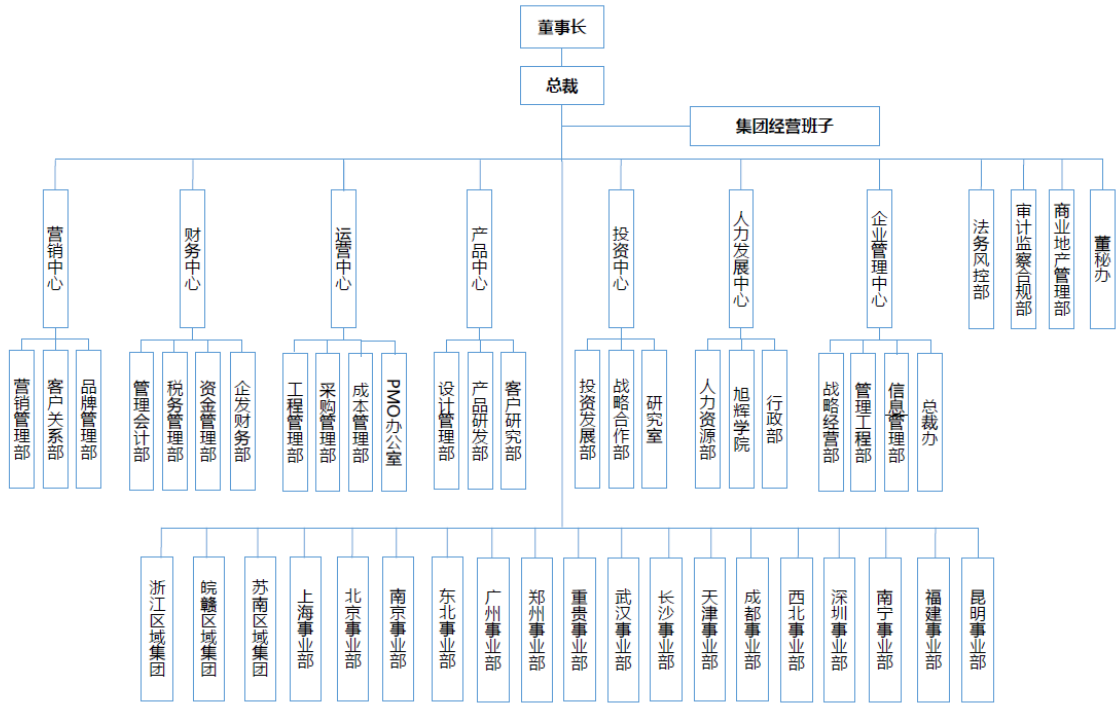 董事长
总裁
集团经营班子
营销中心
财务中心
运营中心
产品中心
投资中心
人力发展中心
企业管理中心
法务风控部
审计监察合规部
商业地产管理部
董秘办
营销管理部
客户关系部
品牌管理部
管理会计部
税务管理部
资金管理部
企发财务部
工程管理部
采购管理部
成本管理部
PMO办公室
设计管理部
产品研发部
客户研究部
投资发展部
战略合作部
研究室
人力资源部
旭辉学院
行政部
战略经营部
管理工程部
信息管理部
总裁办
浙江区域集团
皖赣区域集团
苏南区域集团
上海事业部
北京事业部
南京事业部
东北事业部
广州事业部
郑州事业部
重贵事业部
武汉事业部
长沙事业部
天津事业部
成都事业部
西北事业部
深圳事业部
南宁事业部
福建事业部
昆明事业部